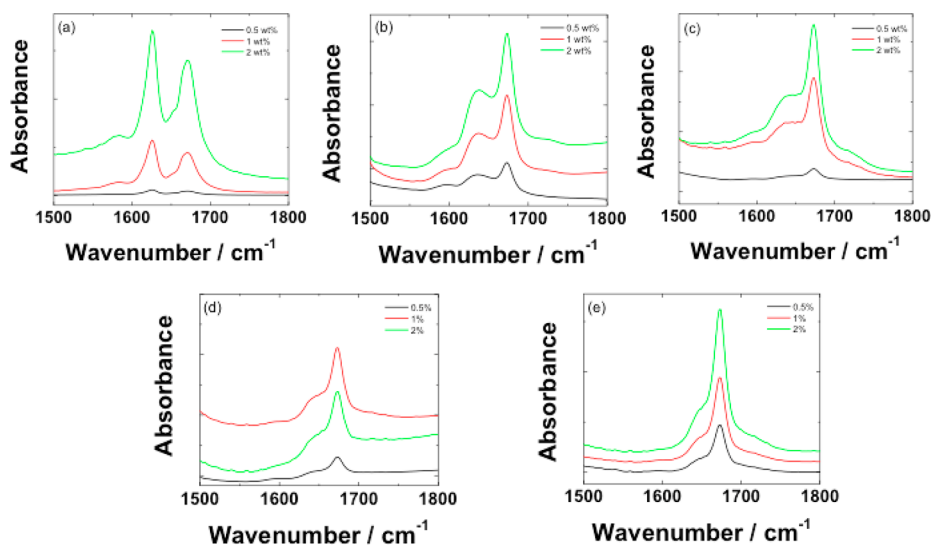 (a)
0.5 wt%
1 wt%
2 wt%
Absorbance
1500 1600 1700 1800
Wavenumber / cm-1
(b)
0.5 wt%
1 wt%
2 wt%
Absorbance
1500 1600 1700 1800
Wavenumber / cm-1
(c)
0.5 wt%
1 wt%
2 wt%
Absorbance
1500 1600 1700 1800
Wavenumber / cm-1
(d)
0.5%
1%
2%
Absorbance
1500 1600 1700 1800
Wavenumber / cm-1
(e)
0.5%
1%
2%
Absorbance
1500 1600 1700 1800
Wavenumber / cm-1